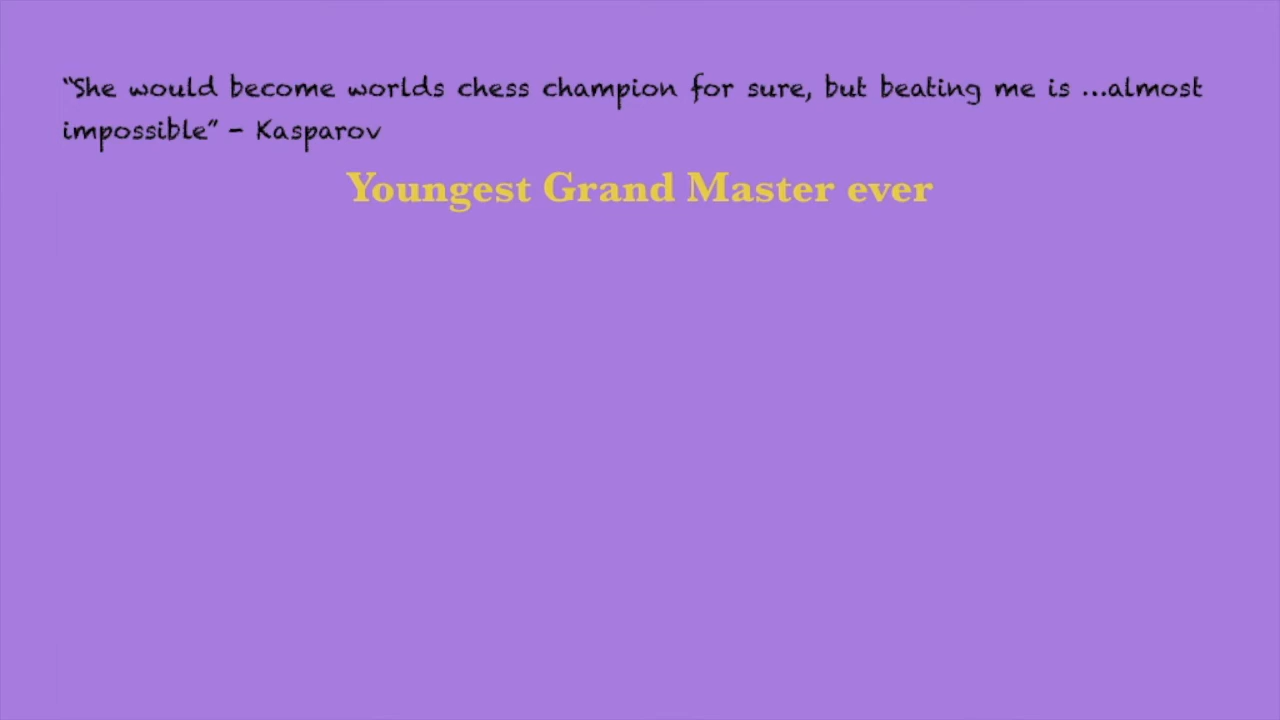 “She would become worlds chess champion for sure, but beating me is ...almost
impossible” - Kasparov
Youngest Grand Master ever